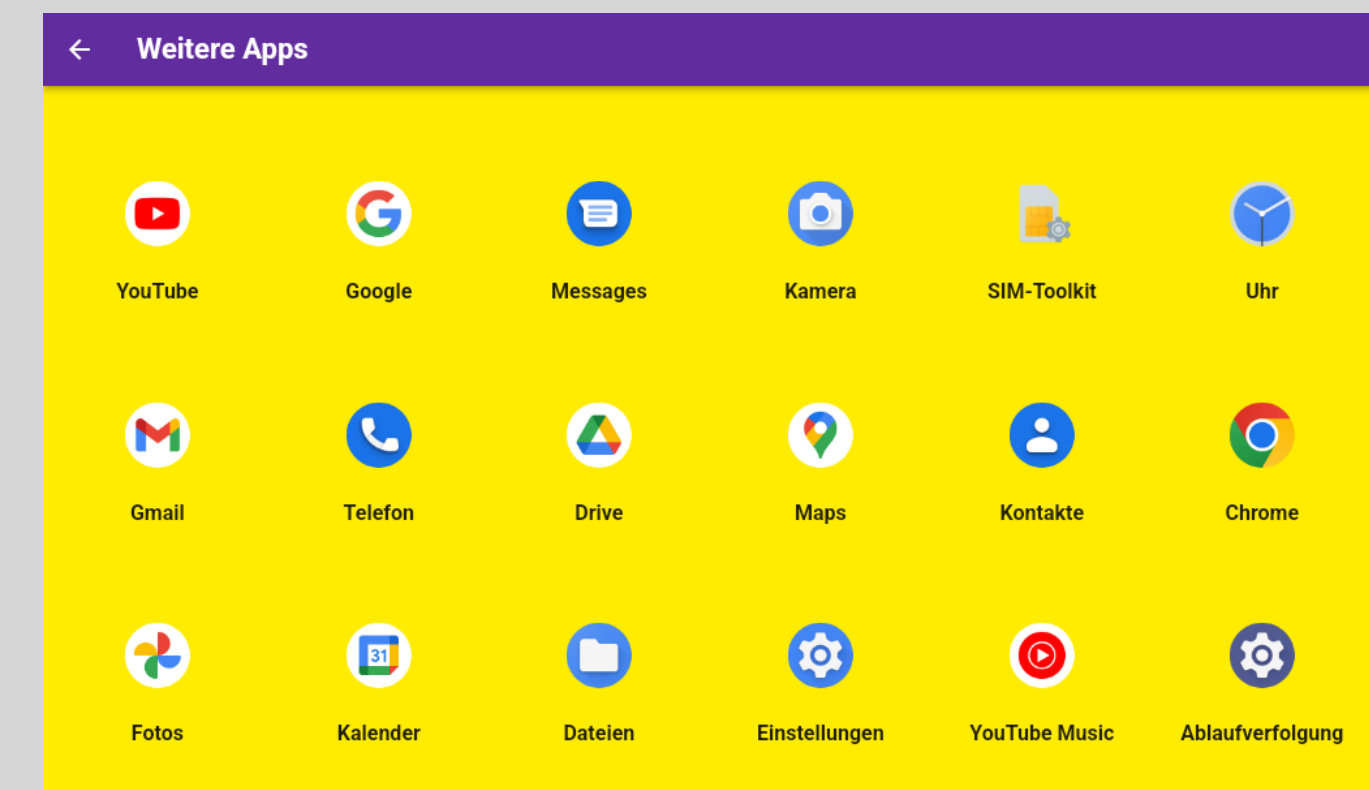 Weitere Apps
YouTube
Google
Messages
Kamera
SIM-Toolkit
Uhr
Gmail
Telefon
Drive
Maps
Kontakte
Chrome
31
Fotos
Kalender
Dateien
Einstellungen
YouTube Music
Ablaufverfolgung